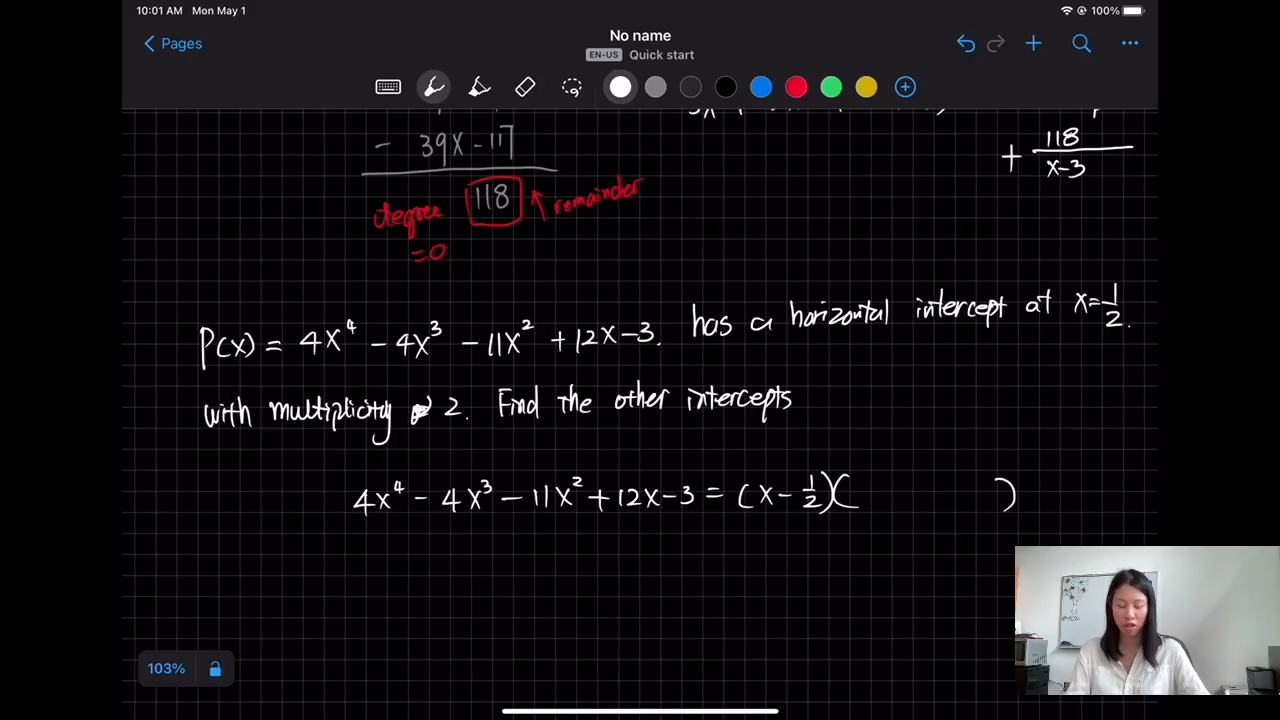 10:01 AM Mon May 1
100%
Pages
No name
EN-US Quick start
- 39x - 117
118
degree
=0
remainder
+ 118
x-3
P(x) = 4x⁴ - 4x³ - 11x² + 12x - 3. has a horizontal intercept at x = 1/2.
with multiplicity 2. Find the other intercepts
4x⁴ - 4x³ - 11x² + 12x - 3 = (x - 1/2)( )
103%